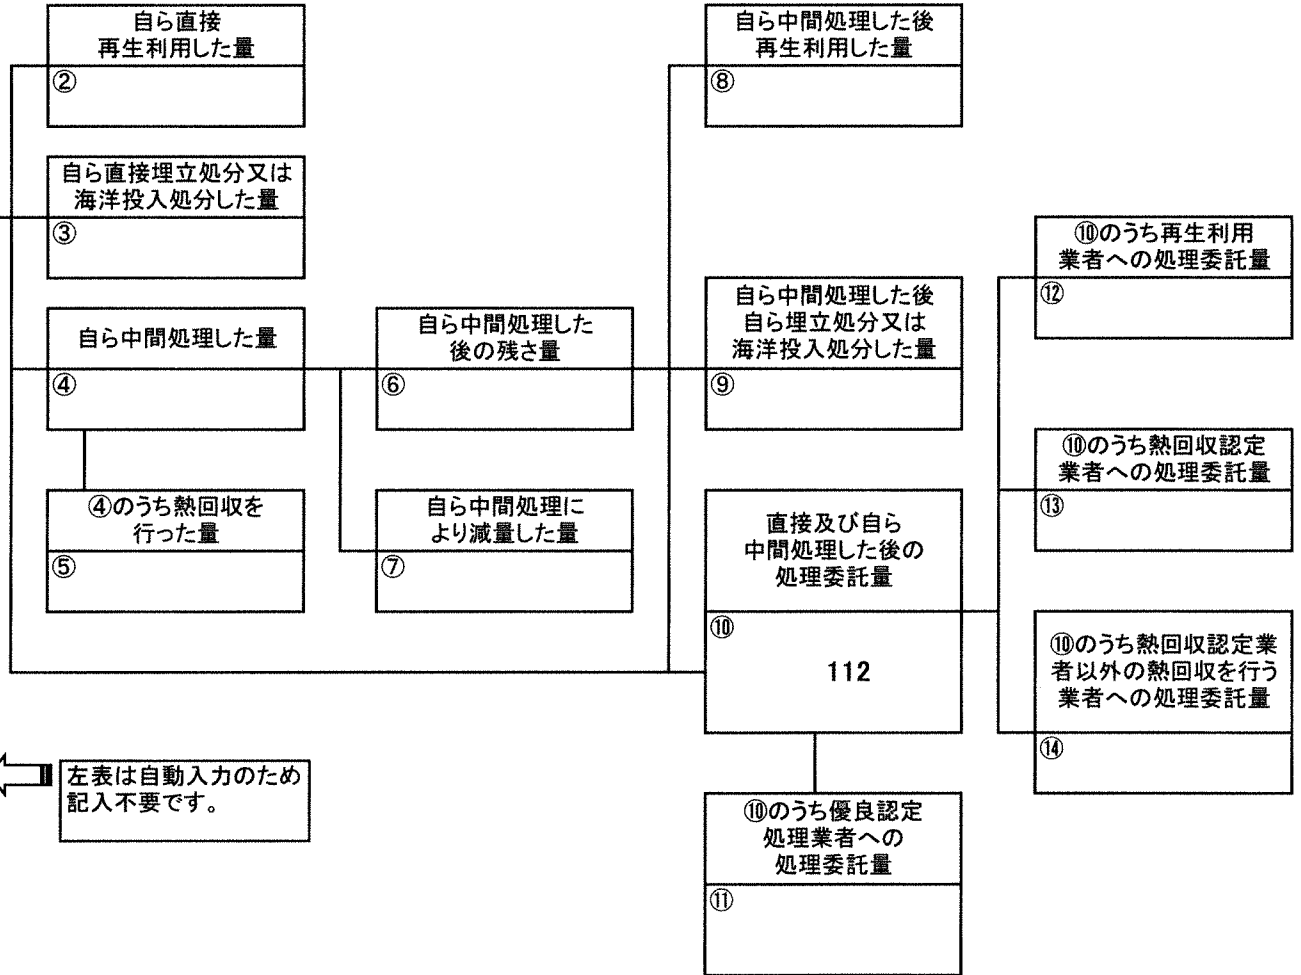 自ら直接
再生利用した量
②
自ら中間処理した後
再生利用した量
⑧
自ら直接埋立処分又は
海洋投入処分した量
③
⑩のうち再生利用
業者への処理委託量
⑫
自ら中間処理した量
④
自ら中間処理した
後の残さ量
⑥
自ら中間処理した後
自ら埋立処分又は
海洋投入処分した量
⑨
⑩のうち熱回収認定
業者への処理委託量
⑬
④のうち熱回収を
行った量
⑤
自ら中間処理に
より減量した量
⑦
直接及び自ら
中間処理した後の
処理委託量
⑩
112
⑩のうち熱回収認定業
者以外の熱回収を行う
業者への処理委託量
⑭
左表は自動入力のため
記入不要です。
⑩のうち優良認定
処理業者への
処理委託量
⑪